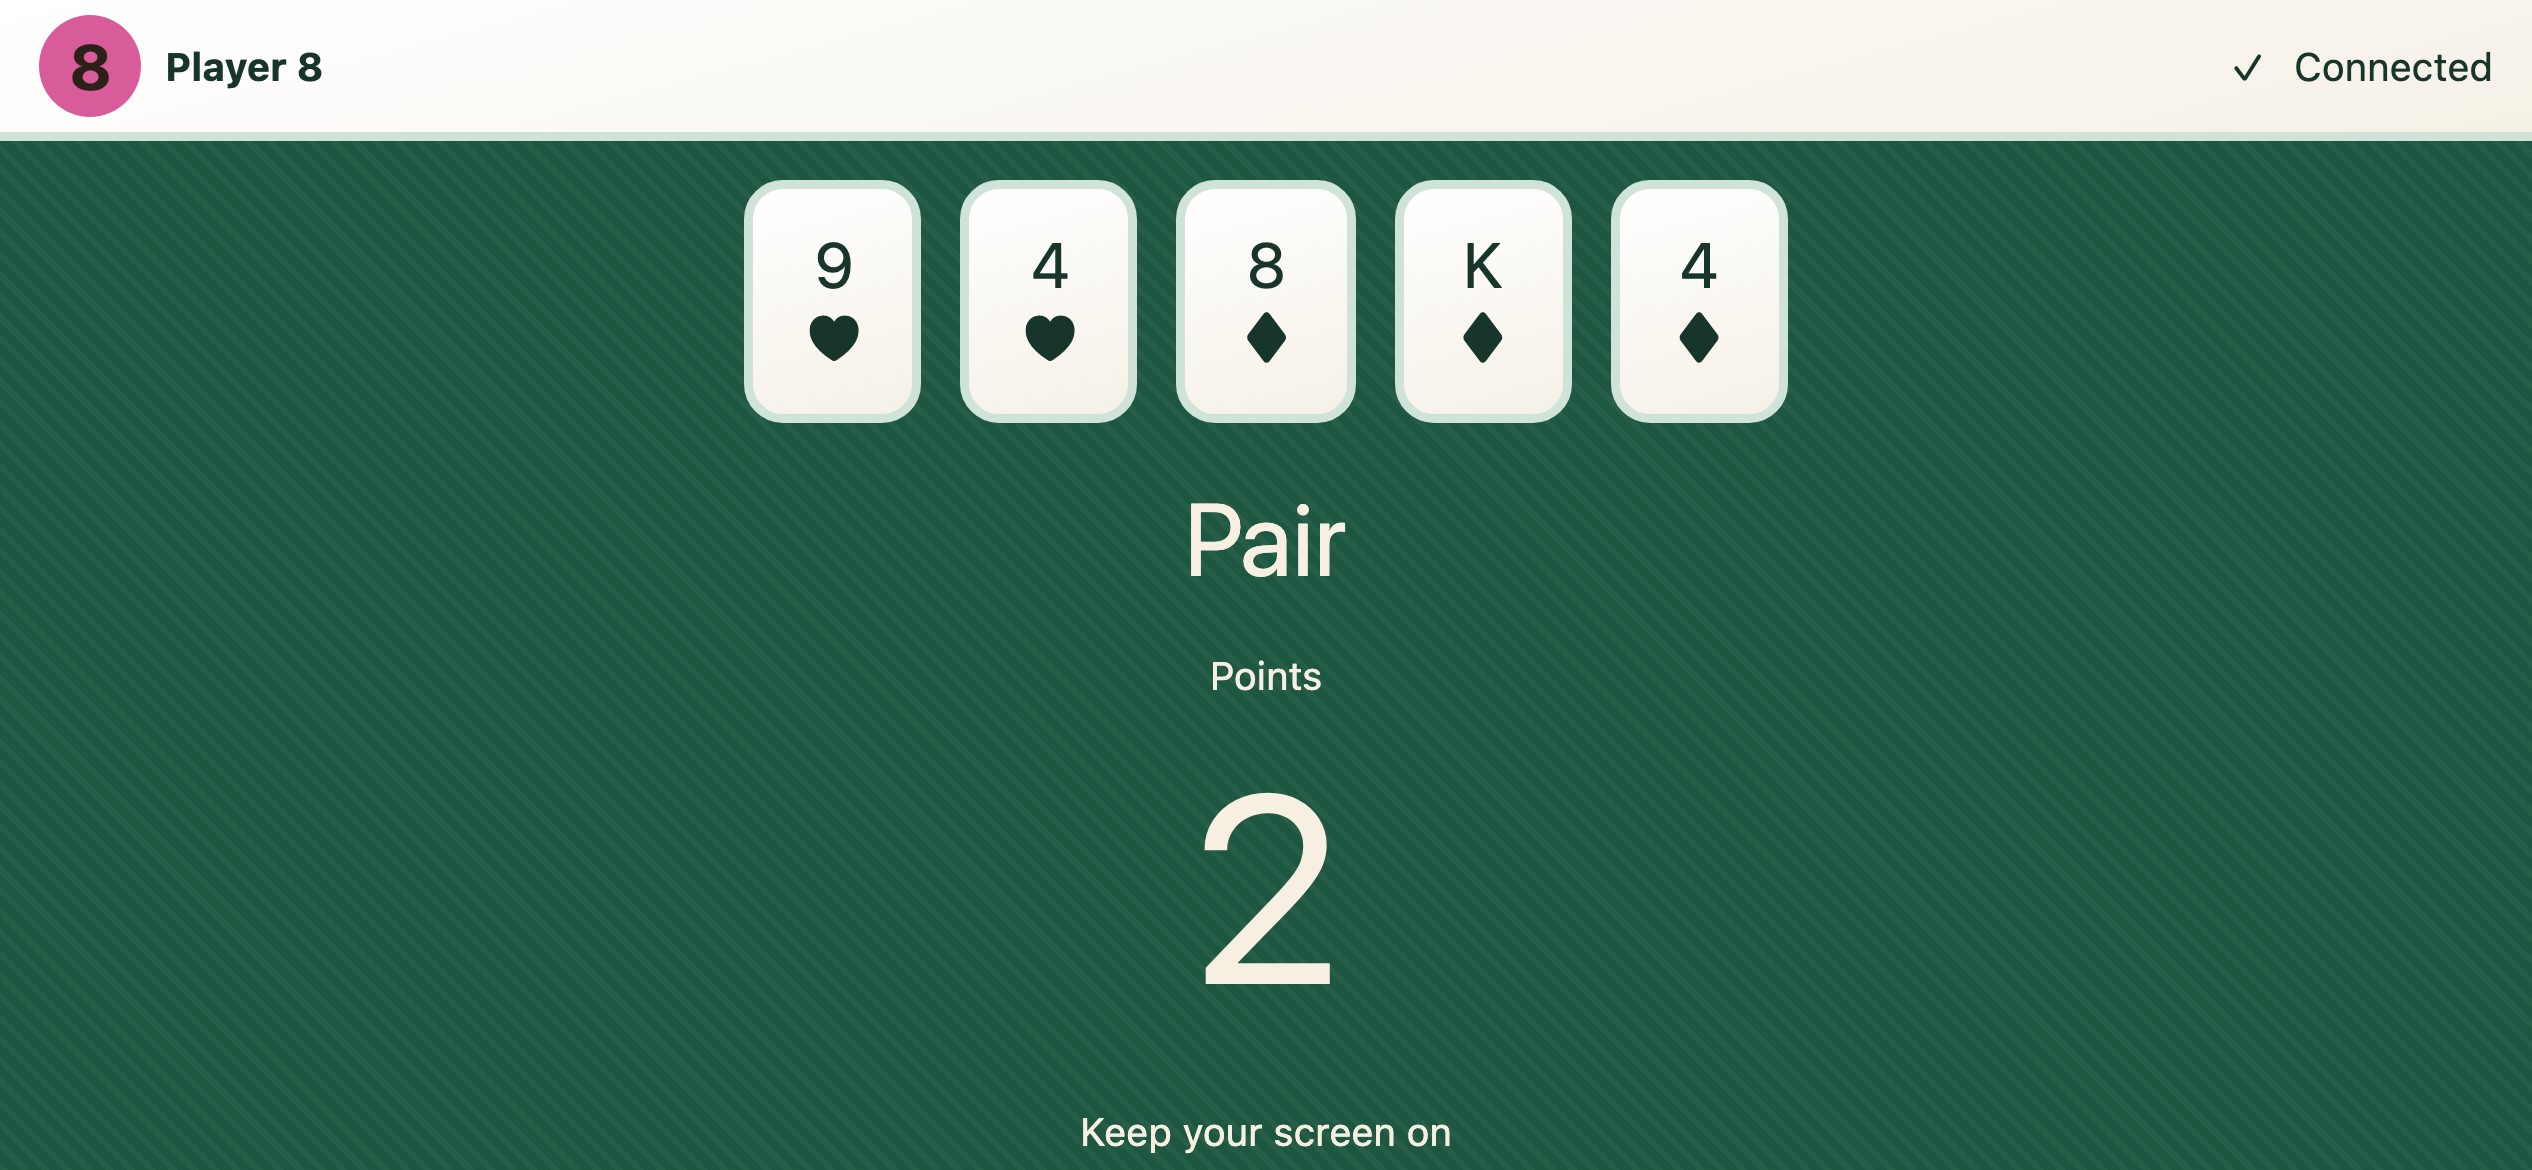 8 Player 8 ✓ Connected
9 4 8 K 4
♥ ♥ ♦ ♦ ♦
Pair
Points
2
Keep your screen on